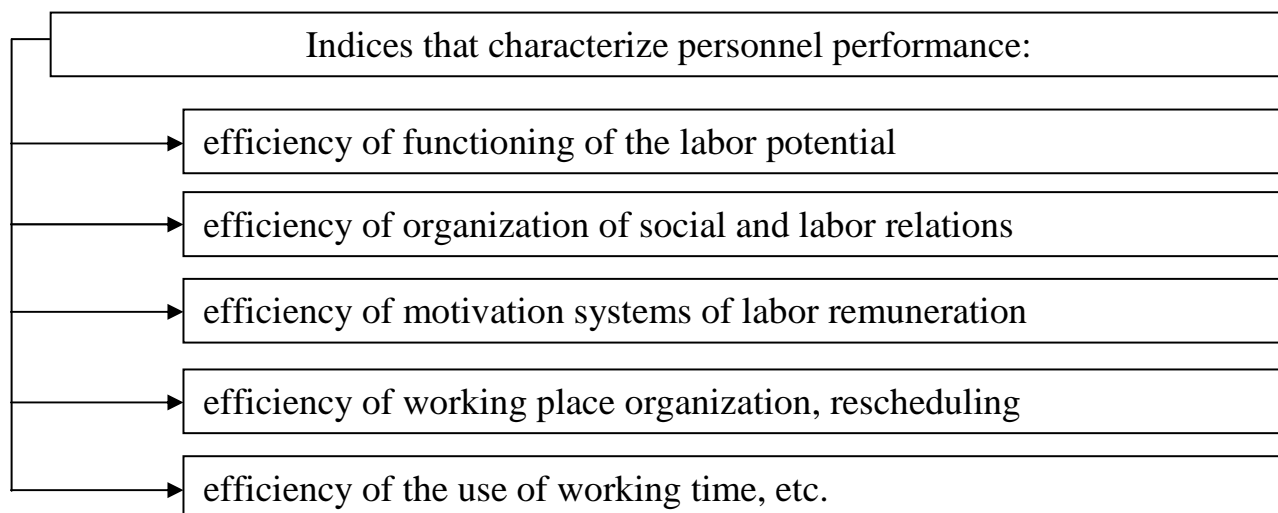 Indices that characterize personnel performance:
efficiency of functioning of the labor potential
efficiency of organization of social and labor relations
efficiency of motivation systems of labor remuneration
efficiency of working place organization, rescheduling
efficiency of the use of working time, etc.